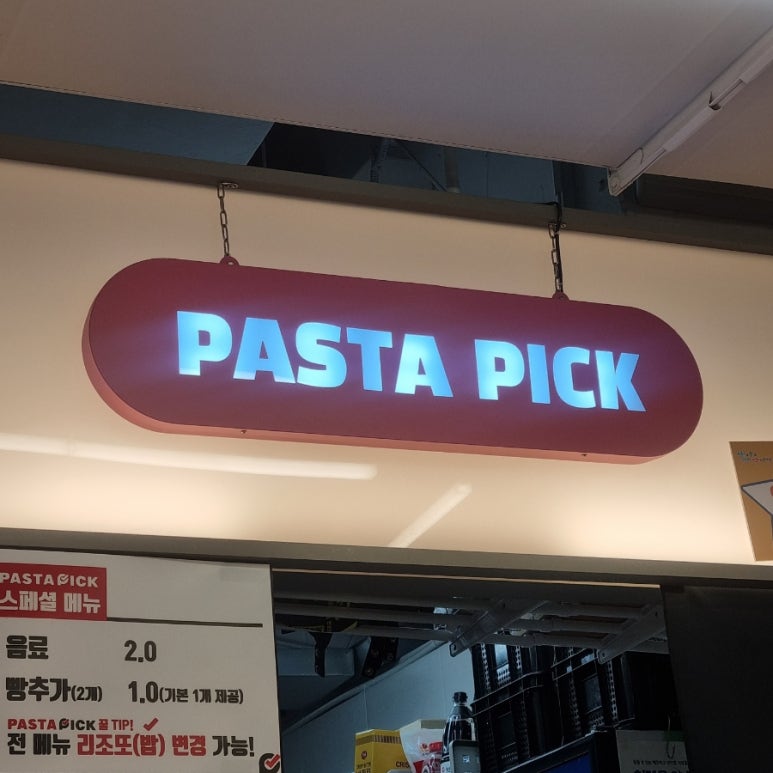 PASTA PICK
PASTA PICK
스페셜 메뉴
음료 2.0
빵추가(2개) 1.0(기본 1개 제공)
PASTA PICK 꿀 TIP!
전 메뉴 리조또(밥) 변경 가능!